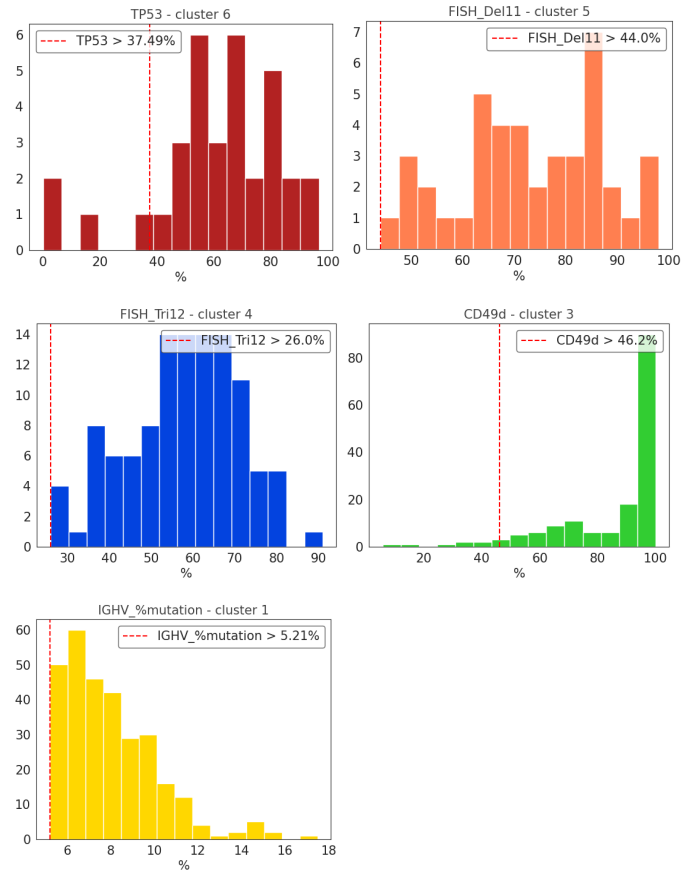 TP53 - cluster 6
TP53 > 37.49%
6
5
4
3
2
1
0
0 20 40 60 80 100
%
FISH_Del11 - cluster 5
FISH_Del11 > 44.0%
7
6
5
4
3
2
1
0
50 60 70 80 90 100
%
FISH_Tri12 - cluster 4
FISH_Tri12 > 26.0%
14
12
10
8
6
4
2
0
30 40 50 60 70 80 90
%
CD49d - cluster 3
CD49d > 46.2%
80
60
40
20
0
20 40 60 80 100
%
IGHV_%mutation - cluster 1
IGHV_%mutation > 5.21%
60
50
40
30
20
10
0
6 8 10 12 14 16 18
%